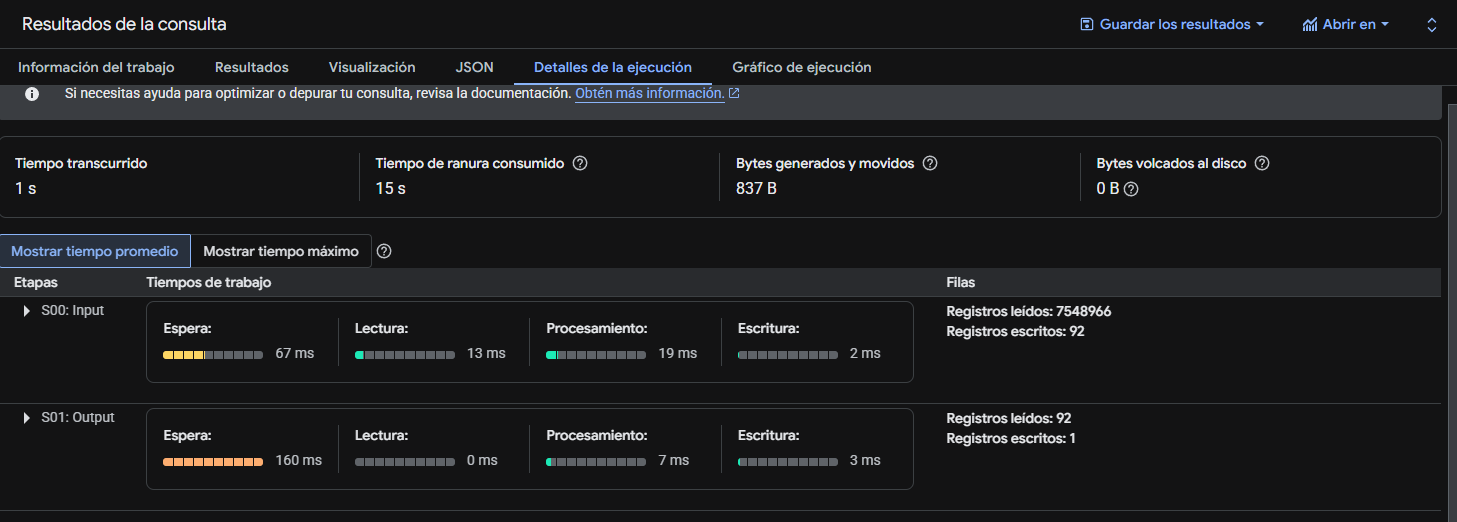 Resultados de la consulta
Guardar los resultados
Abrir en
Información del trabajo
Resultados
Visualización
JSON
Detalles de la ejecución
Gráfico de ejecución
Si necesitas ayuda para optimizar o depurar tu consulta, revisa la documentación. Obtén más información.
Tiempo transcurrido
1 s
Tiempo de ranura consumido
15 s
Bytes generados y movidos
837 B
Bytes volcados al disco
0 B
Mostrar tiempo promedio
Mostrar tiempo máximo
Etapas
Tiempos de trabajo
Filas
S00: Input
Espera:
67 ms
Lectura:
13 ms
Procesamiento:
19 ms
Escritura:
2 ms
Registros leídos: 7548966
Registros escritos: 92
S01: Output
Espera:
160 ms
Lectura:
0 ms
Procesamiento:
7 ms
Escritura:
3 ms
Registros leídos: 92
Registros escritos: 1